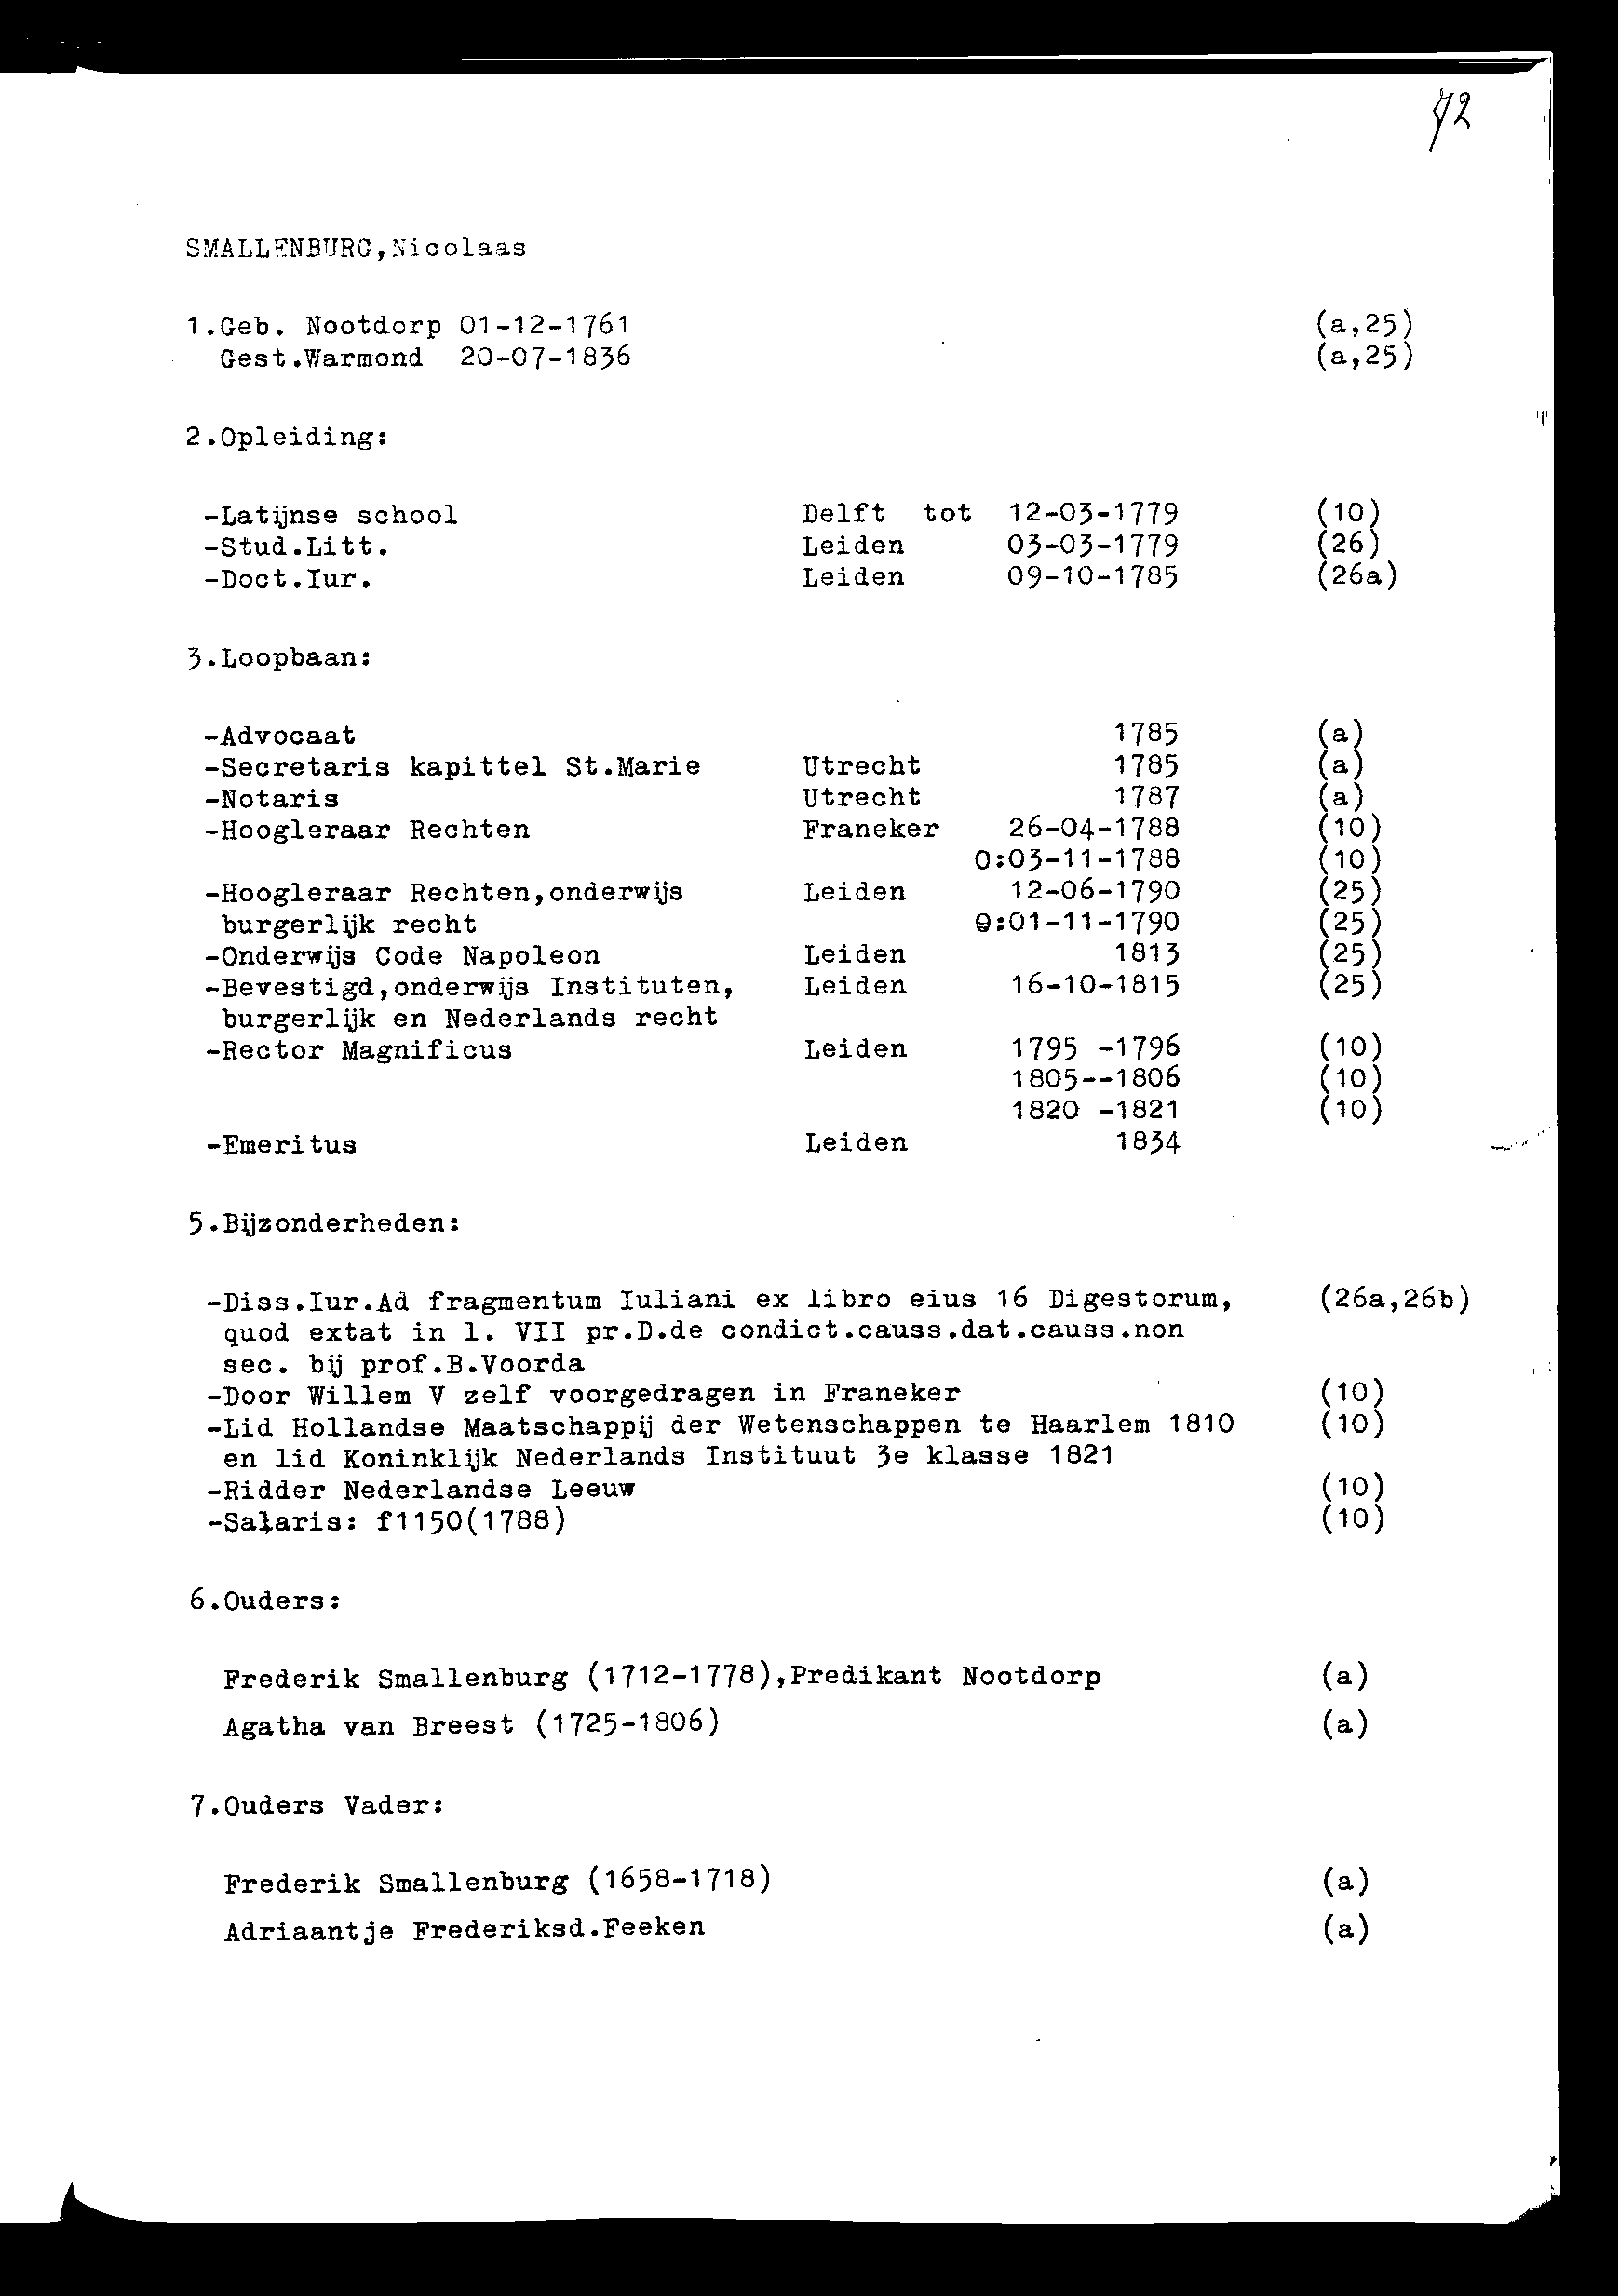 72
SMALLENBURG,Nicolaas
1.Geb. Nootdorp 01-12-1761 (a,25)
Gest.Warmond 20-07-1836 (a,25)
2.Opleiding:
-Latijnse school Delft tot 12-03-1779 (10)
-Stud.Litt. Leiden 03-03-1779 (26)
-Doct.Iur. Leiden 09-10-1785 (26a)
3.Loopbaan:
-Advocaat 1785 (a)
-Secretaris kapittel St.Marie Utrecht 1785 (a)
-Notaris Utrecht 1787 (a)
-Hoogleraar Rechten Franeker 26-04-1788 (10)
O:03-11-1788 (10)
-Hoogleraar Rechten,onderwijs Leiden 12-06-1790 (25)
burgerlijk recht O:01-11-1790 (25)
-Onderwijs Code Napoleon Leiden 1813 (25)
-Bevestigd,onderwijs Instituten, Leiden 16-10-1815 (25)
burgerlijk en Nederlands recht
-Rector Magnificus Leiden 1795 -1796 (10)
1805--1806 (10)
1820 -1821 (10)
-Emeritus Leiden 1834
5.Bijzonderheden:
-Diss.Iur.Ad fragmentum Iuliani ex libro eius 16 Digestorum, (26a,26b)
quod extat in l. VII pr.D.de condict.causs.dat.causs.non
sec. bij prof.B.Voorda
-Door Willem V zelf voorgedragen in Franeker (10)
-Lid Hollandse Maatschappij der Wetenschappen te Haarlem 1810 (10)
en lid Koninklijk Nederlands Instituut 3e klasse 1821
-Ridder Nederlandse Leeuw (10)
-Salaris: f1150(1788) (10)
6.Ouders:
Frederik Smallenburg (1712-1778),Predikant Nootdorp (a)
Agatha van Breest (1725-1806) (a)
7.Ouders Vader:
Frederik Smallenburg (1658-1718) (a)
Adriaantje Frederiksd.Feeken (a)